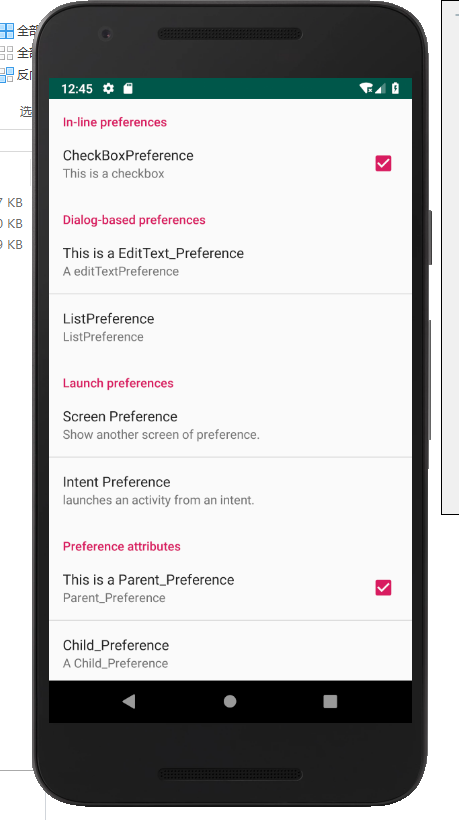 全部
全部
反向
选
7 KB
0 KB
9 KB
12:45
In-line preferences
CheckBoxPreference
This is a checkbox
Dialog-based preferences
This is a EditText_Preference
A editTextPreference
ListPreference
ListPreference
Launch preferences
Screen Preference
Show another screen of preference.
Intent Preference
launches an activity from an intent.
Preference attributes
This is a Parent_Preference
Parent_Preference
Child_Preference
A Child_Preference